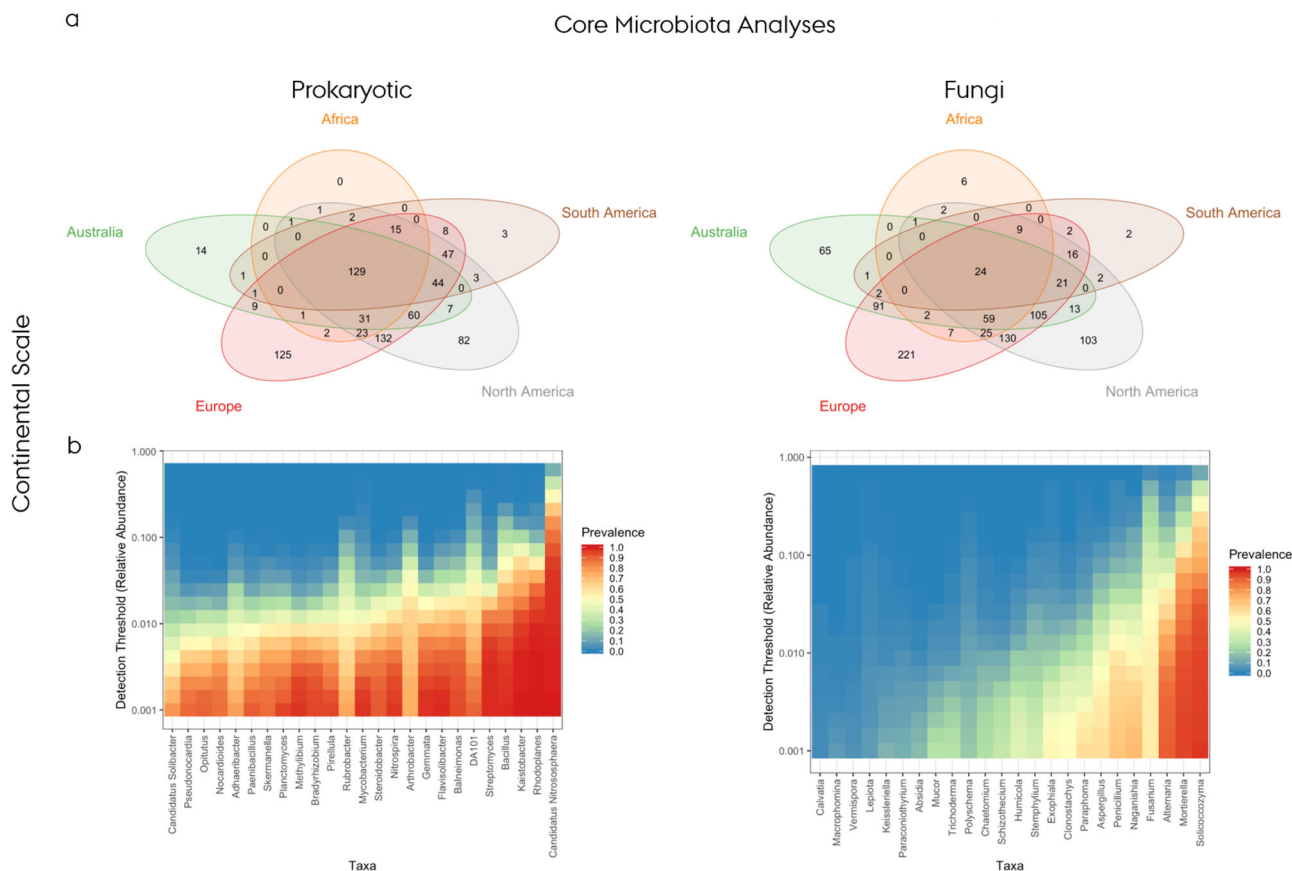 a
Core Microbiota Analyses
Prokaryotic
Fungi
Continental Scale
Africa
South America
Australia
Europe
North America
0
0
0
1
1
2
0
0
0
15
8
3
14
0
47
129
1
44
3
0
1
0
9
7
1
31
60
2
23
132
82
125
Africa
South America
Australia
Europe
North America
6
2
0
0
0
1
0
0
9
2
2
65
0
16
24
1
21
2
0
2
0
91
13
2
59
105
7
25
130
103
221
b
Detection Threshold (Relative Abundance)
1.000
0.100
0.010
0.001
Prevalence
1.0
0.9
0.8
0.7
0.6
0.5
0.4
0.3
0.2
0.1
0.0
Candidatus Solibacter
Pseudonocardia
Opitutus
Nocardioides
Adhaeribacter
Paenibacillus
Skermanella
Planctomyces
Methylibium
Bradyrhizobium
Pirellula
Rubrobacter
Mycobacterium
Steroidobacter
Nitrospira
Arthrobacter
Gemmata
Flavisolibacter
Balneimonas
DA101
Streptomyces
Bacillus
Kaistobacter
Rhodoplanes
Candidatus Nitrososphaera
Taxa
Detection Threshold (Relative Abundance)
1.000
0.100
0.010
0.001
Prevalence
1.0
0.9
0.8
0.7
0.6
0.5
0.4
0.3
0.2
0.1
0.0
Calvatia
Macrophomina
Vermispora
Lepiota
Keissleriella
Paraconiothyrium
Absidia
Mucor
Trichoderma
Polyschema
Chaetomium
Schizothecium
Humicola
Stemphylium
Exophiala
Clonostachys
Paraphoma
Aspergillus
Penicillium
Naganishia
Fusarium
Alternaria
Mortierella
Solicoccozyma
Taxa